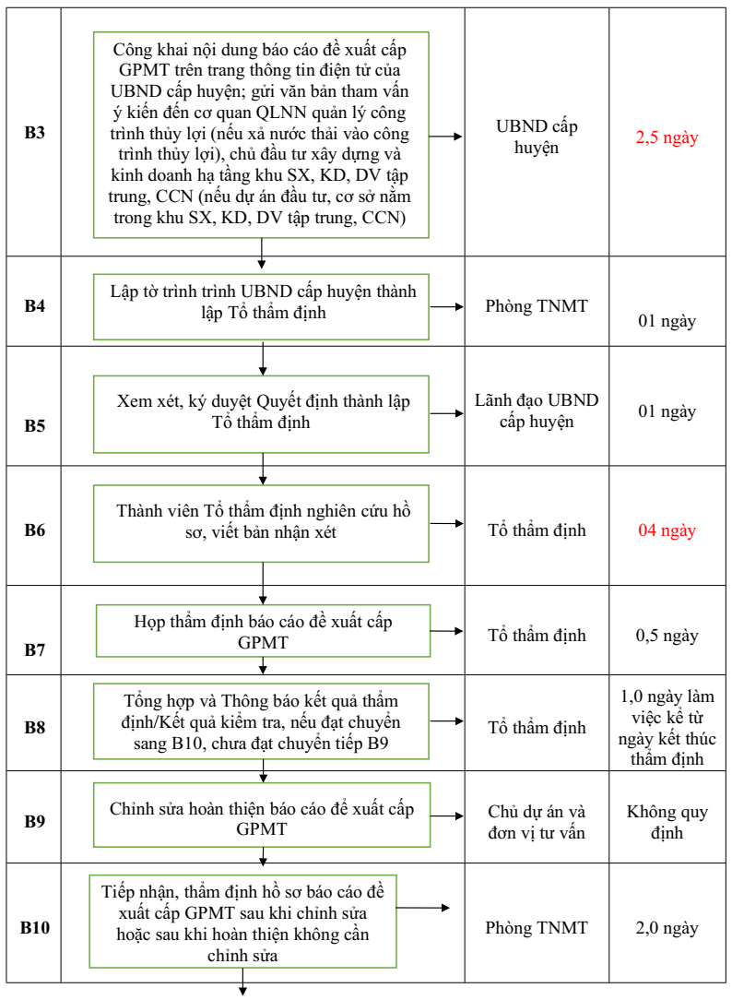 B3
Công khai nội dung báo cáo đề xuất cấp
GPMT trên trang thông tin điện tử của
UBND cấp huyện; gửi văn bản tham vấn
ý kiến đến cơ quan QLNN quản lý công
trình thủy lợi (nếu xả nước thải vào công
trình thủy lợi), chủ đầu tư xây dựng và
kinh doanh hạ tầng khu SX, KD, DV tập
trung, CCN (nếu dự án đầu tư, cơ sở nằm
trong khu SX, KD, DV tập trung, CCN)
UBND cấp
huyện
2,5 ngày
B4
Lập tờ trình trình UBND cấp huyện thành
lập Tổ thẩm định
Phòng TNMT
01 ngày
B5
Xem xét, ký duyệt Quyết định thành lập
Tổ thẩm định
Lãnh đạo UBND
cấp huyện
01 ngày
B6
Thành viên Tổ thẩm định nghiên cứu hồ
sơ, viết bản nhận xét
Tổ thẩm định
04 ngày
B7
Họp thẩm định báo cáo đề xuất cấp
GPMT
Tổ thẩm định
0,5 ngày
B8
Tổng hợp và Thông báo kết quả thẩm
định/Kết quả kiểm tra, nếu đạt chuyển
sang B10, chưa đạt chuyển tiếp B9
Tổ thẩm định
1,0 ngày làm
việc kể từ
ngày kết thúc
thẩm định
B9
Chỉnh sửa hoàn thiện báo cáo để xuất cấp
GPMT
Chủ dự án và
đơn vị tư vấn
Không quy
định
B10
Tiếp nhận, thẩm định hồ sơ báo cáo đề
xuất cấp GPMT sau khi chỉnh sửa
hoặc sau khi hoàn thiện không cần
chỉnh sửa
Phòng TNMT
2,0 ngày